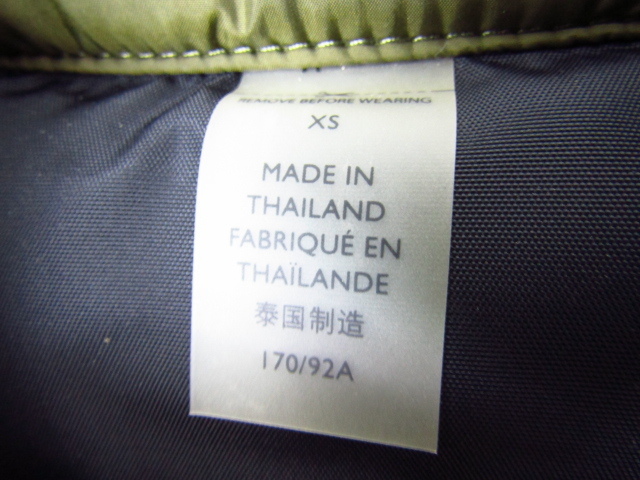 REMOVE BEFORE WEARING
XS
MADE IN
THAILAND
FABRIQUÉ EN
THAÏLANDE
泰国制造
170/92A